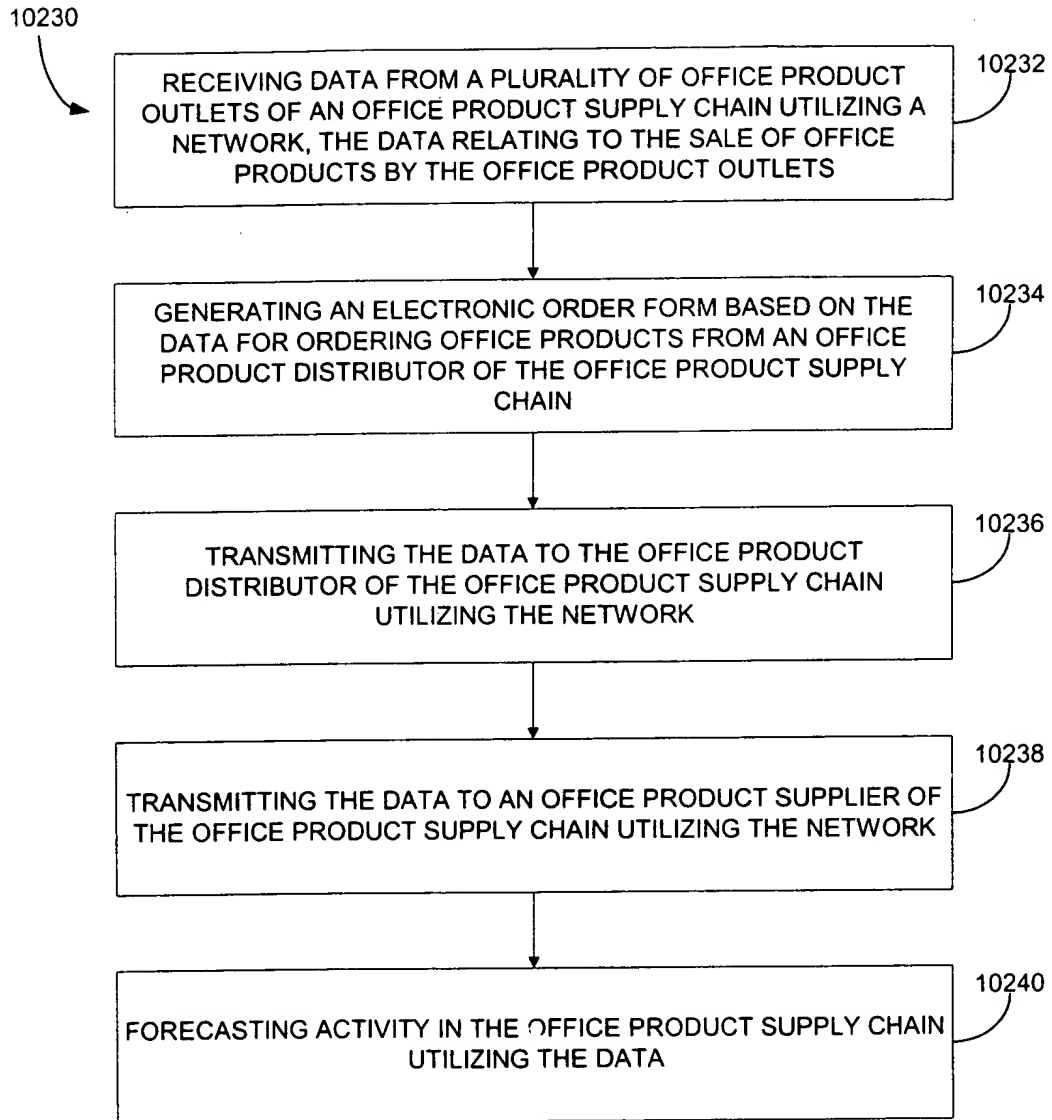 10230
RECEIVING DATA FROM A PLURALITY OF OFFICE PRODUCT
OUTLETS OF AN OFFICE PRODUCT SUPPLY CHAIN UTILIZING A
NETWORK, THE DATA RELATING TO THE SALE OF OFFICE
PRODUCTS BY THE OFFICE PRODUCT OUTLETS
10232
GENERATING AN ELECTRONIC ORDER FORM BASED ON THE
DATA FOR ORDERING OFFICE PRODUCTS FROM AN OFFICE
PRODUCT DISTRIBUTOR OF THE OFFICE PRODUCT SUPPLY
CHAIN
10234
TRANSMITTING THE DATA TO THE OFFICE PRODUCT
DISTRIBUTOR OF THE OFFICE PRODUCT SUPPLY CHAIN
UTILIZING THE NETWORK
10236
TRANSMITTING THE DATA TO AN OFFICE PRODUCT SUPPLIER OF
THE OFFICE PRODUCT SUPPLY CHAIN UTILIZING THE NETWORK
10238
FORECASTING ACTIVITY IN THE OFFICE PRODUCT SUPPLY CHAIN
UTILIZING THE DATA
10240